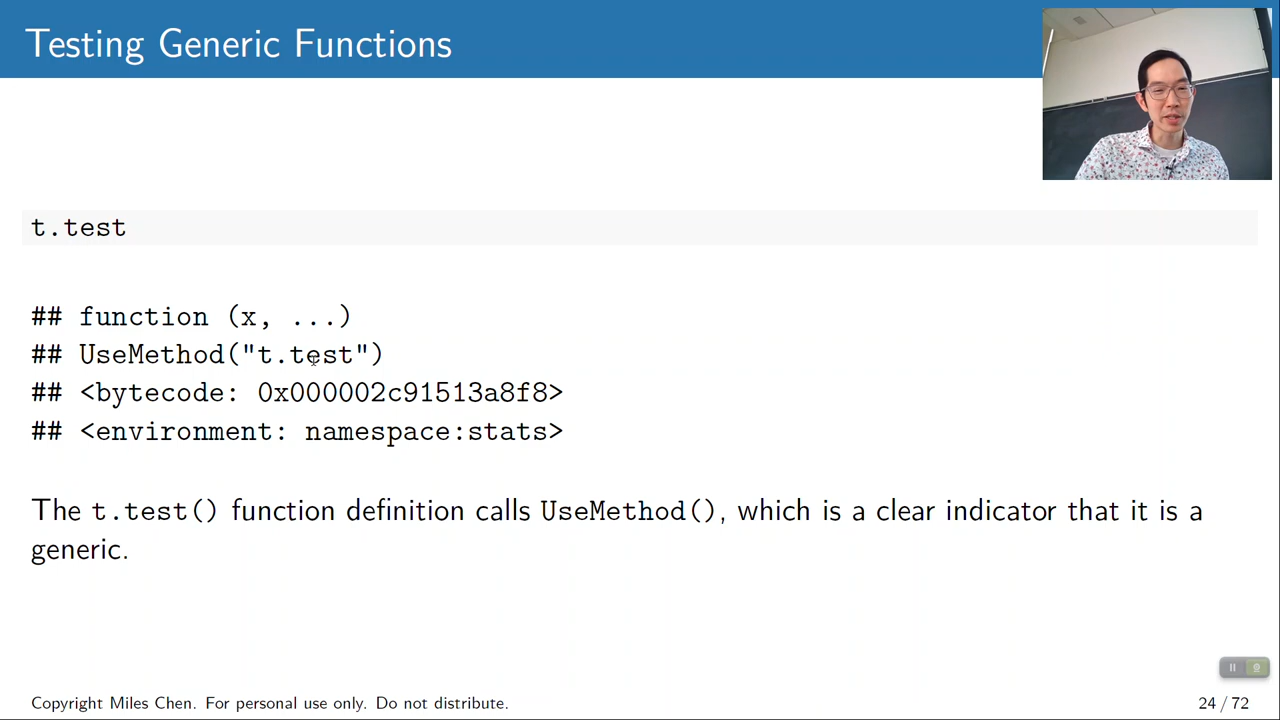 Testing Generic Functions
t.test
## function (x, ...)
## UseMethod("t.test")
## <bytecode: 0x000002c91513a8f8>
## <environment: namespace:stats>
The t.test() function definition calls UseMethod(), which is a clear indicator that it is a
generic.
Copyright Miles Chen. For personal use only. Do not distribute.
24 / 72